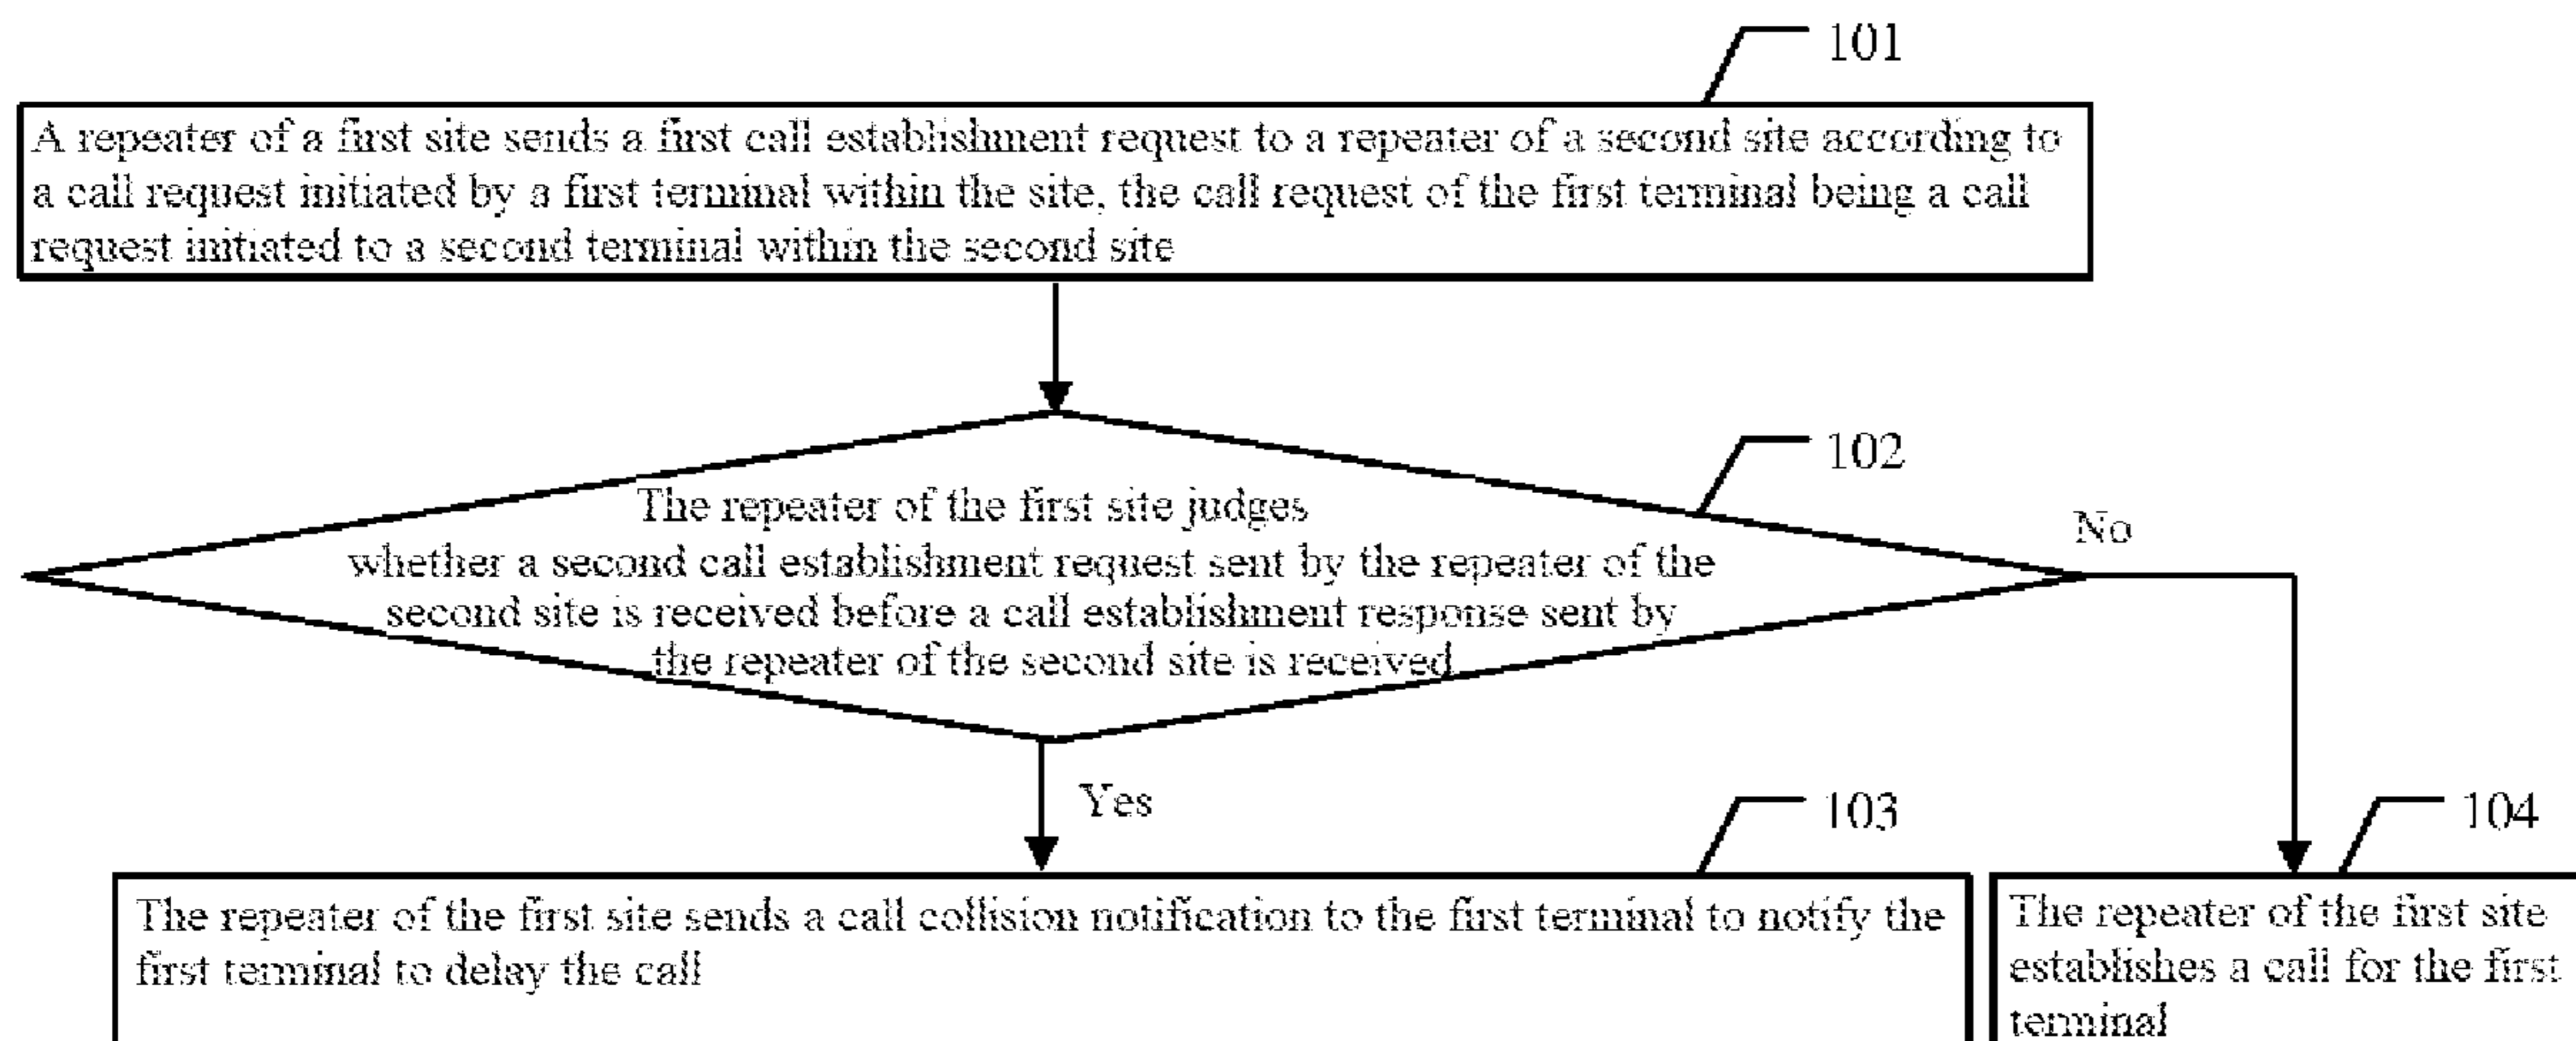 101
A repeater of a first site sends a first call establishment request to a repeater of a second site according to
a call request initiated by a first terminal within the site, the call request of the first terminal being a call
request initiated to a second terminal within the second site
102
The repeater of the first site judges
No
whether a second call establishment request sent by the repeater of the
second site is received before a call establishment response sent by
the repeater of the second site is received
Yes
103
104
The repeater of the first site sends a call collision notification to the first terminal to notify the
first terminal to delay the call
The repeater of the first site
establishes a call for the first
terminal